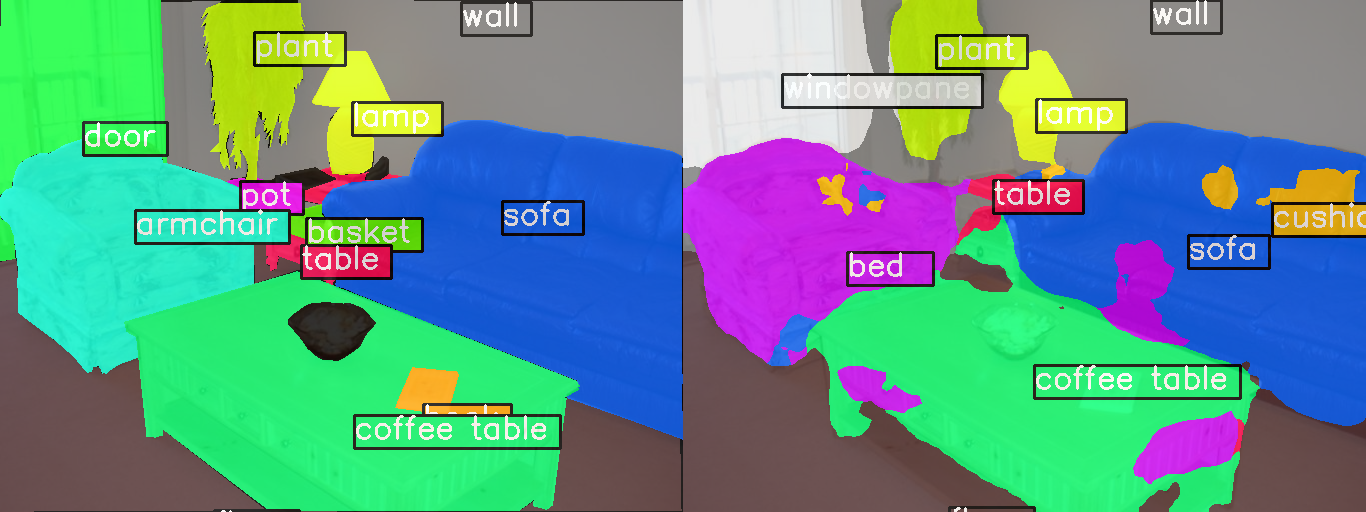 wall
plant
lamp
door
pot
armchair
sofa
basket
table
coffee table
wall
plant
windowpane
lamp
table
cushio
sofa
bed
coffee table